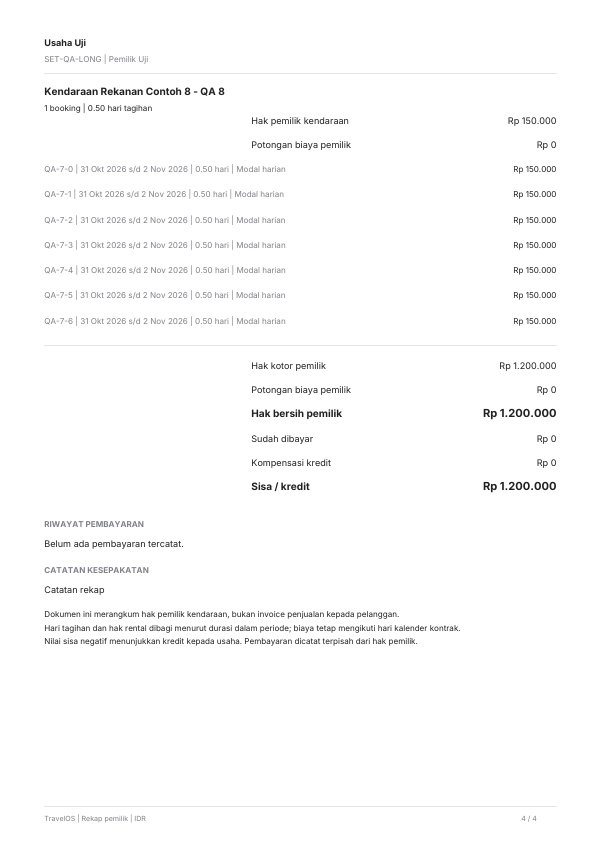 Usaha Uji
SET-QA-LONG | Pemilik Uji
Kendaraan Rekanan Contoh 8 - QA 8
1 booking | 0.50 hari tagihan
Hak pemilik kendaraan Rp 150.000
Potongan biaya pemilik Rp 0
QA-7-0 | 31 Okt 2026 s/d 2 Nov 2026 | 0.50 hari | Modal harian Rp 150.000
QA-7-1 | 31 Okt 2026 s/d 2 Nov 2026 | 0.50 hari | Modal harian Rp 150.000
QA-7-2 | 31 Okt 2026 s/d 2 Nov 2026 | 0.50 hari | Modal harian Rp 150.000
QA-7-3 | 31 Okt 2026 s/d 2 Nov 2026 | 0.50 hari | Modal harian Rp 150.000
QA-7-4 | 31 Okt 2026 s/d 2 Nov 2026 | 0.50 hari | Modal harian Rp 150.000
QA-7-5 | 31 Okt 2026 s/d 2 Nov 2026 | 0.50 hari | Modal harian Rp 150.000
QA-7-6 | 31 Okt 2026 s/d 2 Nov 2026 | 0.50 hari | Modal harian Rp 150.000
Hak kotor pemilik Rp 1.200.000
Potongan biaya pemilik Rp 0
Hak bersih pemilik Rp 1.200.000
Sudah dibayar Rp 0
Kompensasi kredit Rp 0
Sisa / kredit Rp 1.200.000
RIWAYAT PEMBAYARAN
Belum ada pembayaran tercatat.
CATATAN KESEPAKATAN
Catatan rekap
Dokumen ini merangkum hak pemilik kendaraan, bukan invoice penjualan kepada pelanggan.
Hari tagihan dan hak rental dibagi menurut durasi dalam periode; biaya tetap mengikuti hari kalender kontrak.
Nilai sisa negatif menunjukkan kredit kepada usaha. Pembayaran dicatat terpisah dari hak pemilik.
TravelOS | Rekap pemilik | IDR 4 / 4